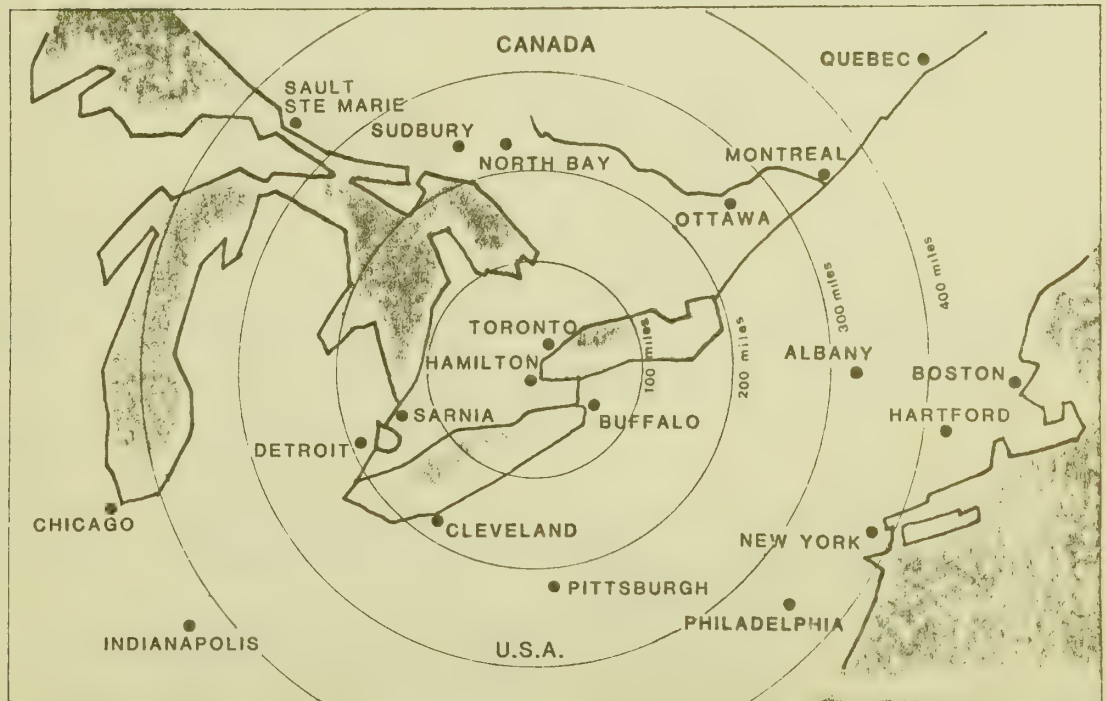 CANADA
QUEBEC
SAULT
STE MARIE
SUDBURY
NORTH BAY
MONTREAL
OTTAWA
400 miles
300 miles
200 miles
100 miles
TORONTO
HAMILTON
ALBANY
BOSTON
HARTFORD
SARNIA
BUFFALO
DETROIT
CHICAGO
CLEVELAND
NEW YORK
PITTSBURGH
PHILADELPHIA
INDIANAPOLIS
U.S.A.